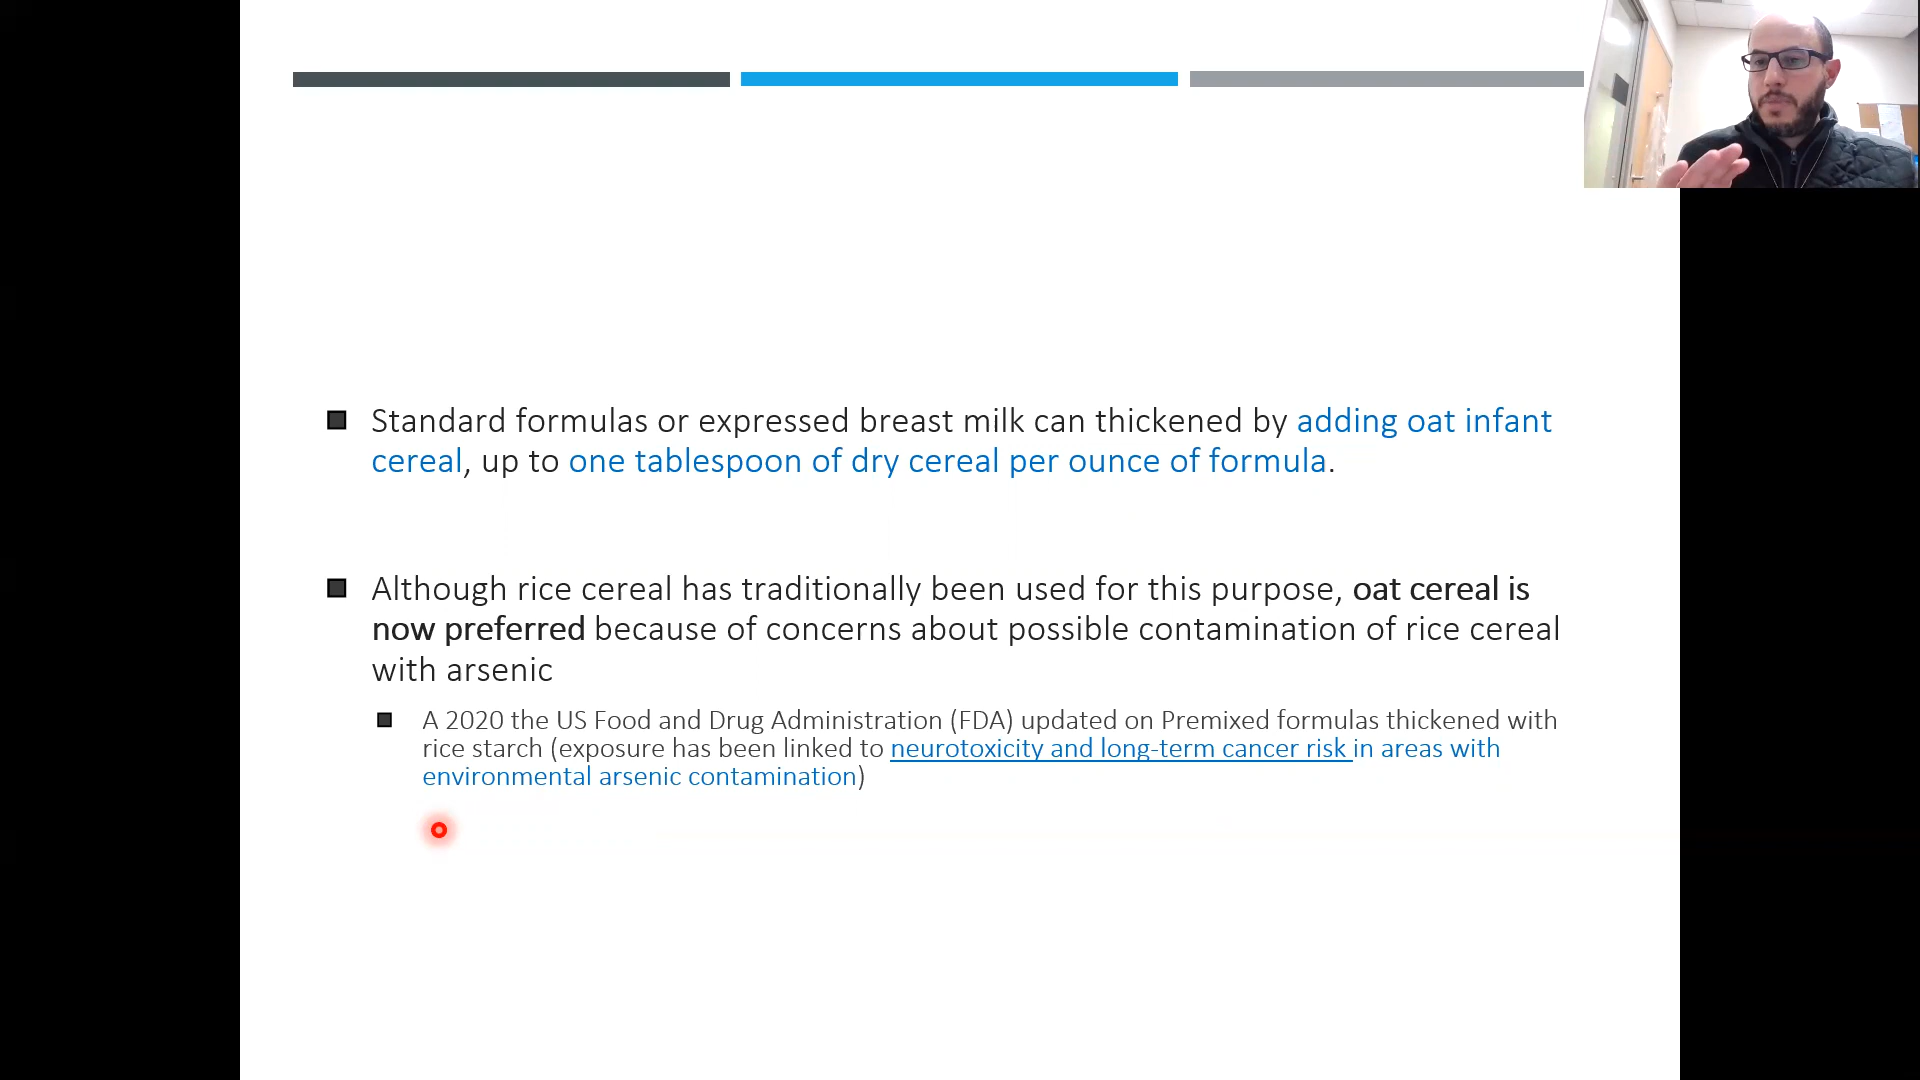 Standard formulas or expressed breast milk can thickened by adding oat infant
cereal, up to one tablespoon of dry cereal per ounce of formula.
Although rice cereal has traditionally been used for this purpose, oat cereal is
now preferred because of concerns about possible contamination of rice cereal
with arsenic
A 2020 the US Food and Drug Administration (FDA) updated on Premixed formulas thickened with
rice starch (exposure has been linked to neurotoxicity and long-term cancer risk in areas with
environmental arsenic contamination)